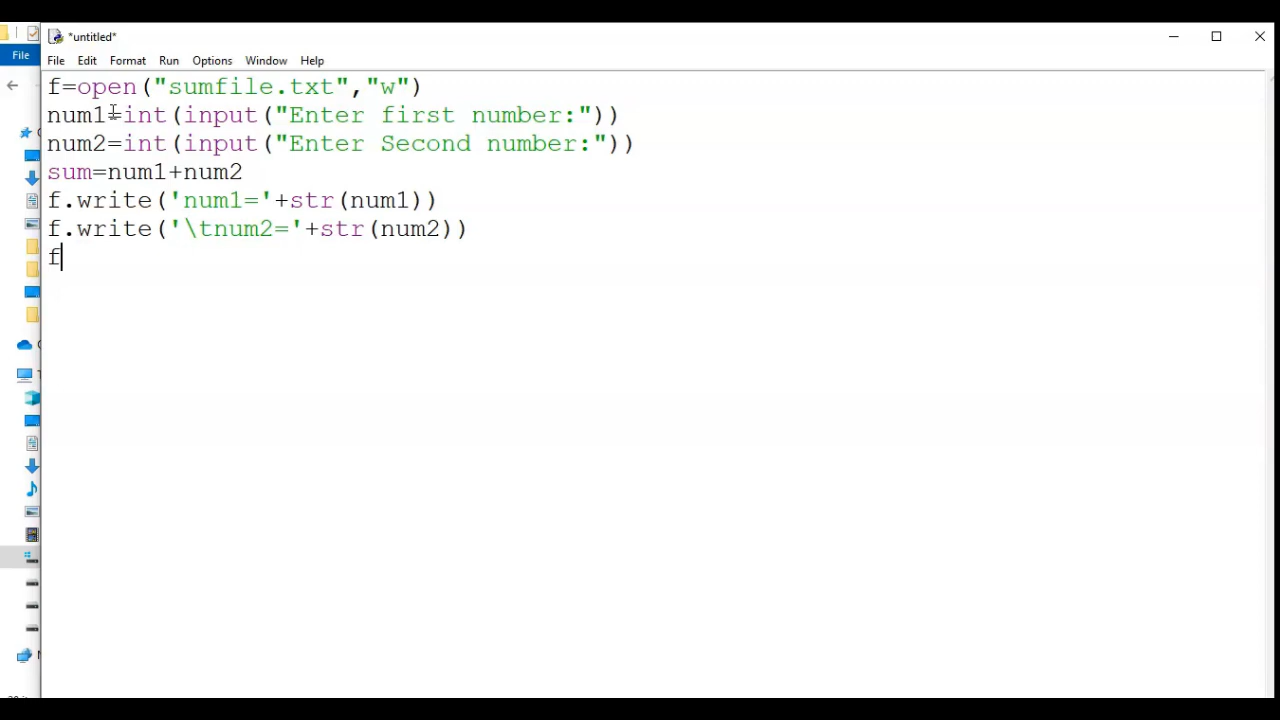 *untitled*
File
File Edit Format Run Options Window Help
f=open("sumfile.txt","w")
num1=int(input("Enter first number:"))
num2=int(input("Enter Second number:"))
sum=num1+num2
f.write('num1='+str(num1))
f.write('\tnum2='+str(num2))
f